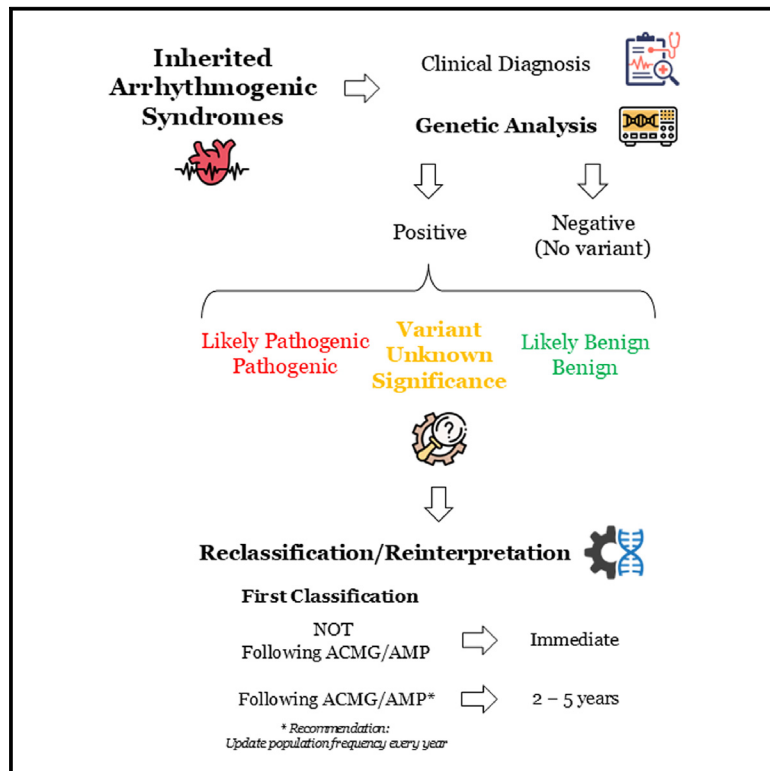 Inherited
Arrhythmogenic
Syndromes
Clinical Diagnosis
Genetic Analysis
Positive
Negative
(No variant)
Likely Pathogenic
Pathogenic
Variant
Unknown
Significance
Likely Benign
Benign
?
Reclassification/Reinterpretation
First Classification
NOT
Following ACMG/AMP
Immediate
Following ACMG/AMP*
2 – 5 years
* Recommendation:
Update population frequency every year